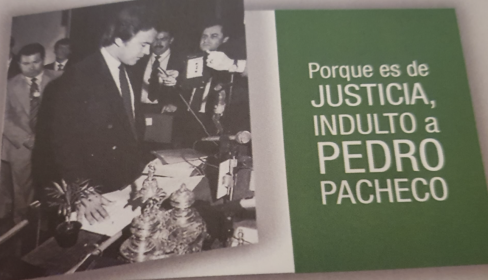 Porque es de
JUSTICIA,
INDULTO a
PEDRO
PACHECO